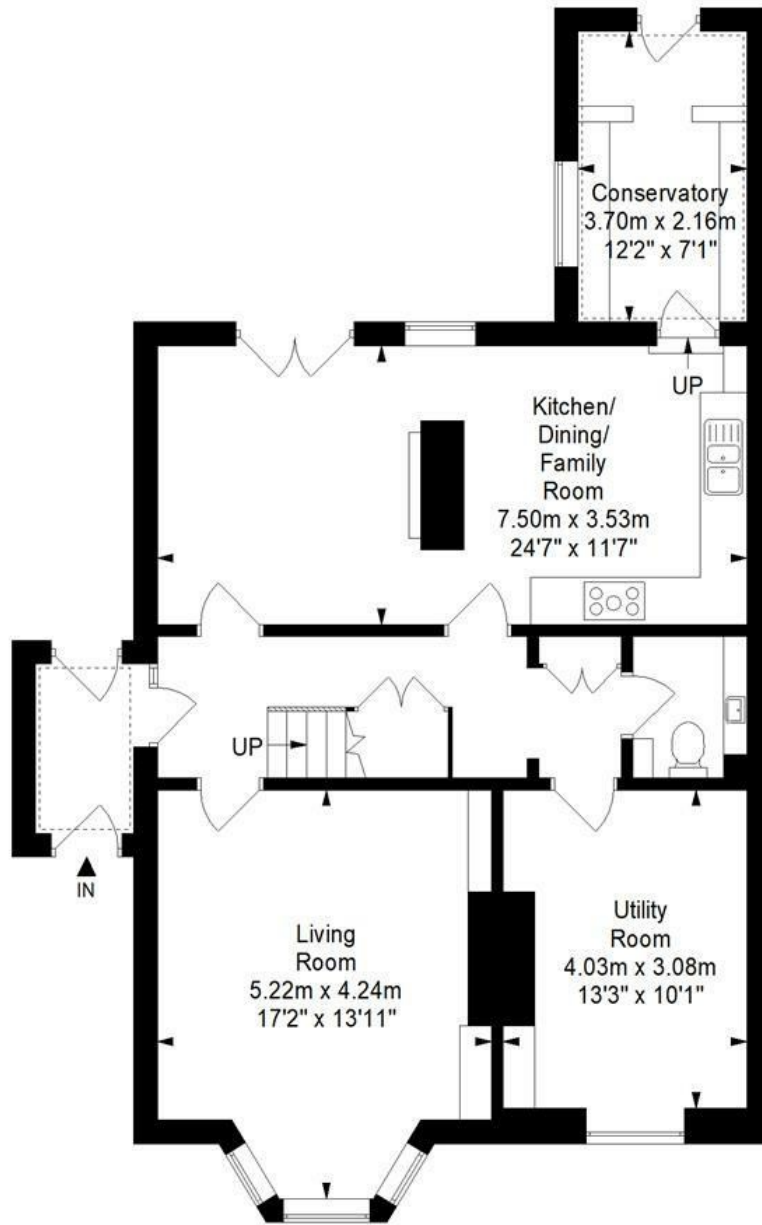 Conservatory
3.70m x 2.16m
12'2" x 7'1"
UP
Kitchen/
Dining/
Family
Room
7.50m x 3.53m
24'7" x 11'7"
UP
IN
Living
Room
5.22m x 4.24m
17'2" x 13'11"
Utility
Room
4.03m x 3.08m
13'3" x 10'1"